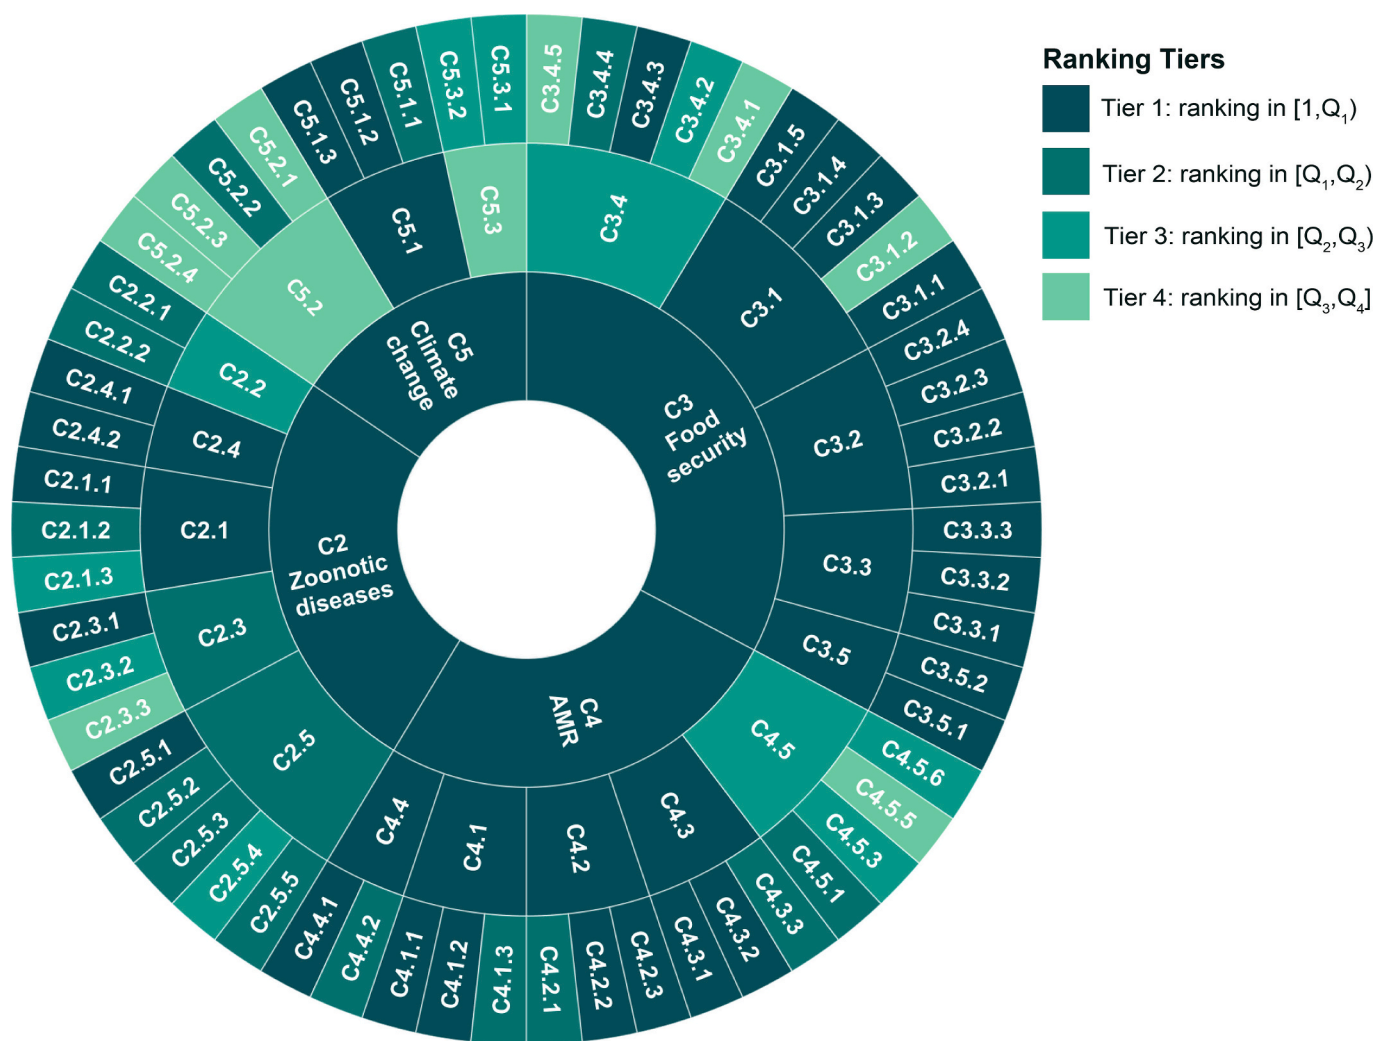 Ranking Tiers
Tier 1: ranking in [1,Q1)
Tier 2: ranking in [Q1,Q2)
Tier 3: ranking in [Q2,Q3)
Tier 4: ranking in [Q3,Q4]
C3
Food
security
C4
AMR
C2
Zoonotic
diseases
C5
Climate
change
C3.4
C3.1
C3.2
C3.3
C3.5
C4.5
C4.3
C4.2
C4.1
C4.4
C2.5
C2.3
C2.1
C2.4
C2.2
C5.2
C5.1
C5.3
C3.4.5
C3.4.4
C3.4.3
C3.4.2
C3.4.1
C3.1.5
C3.1.4
C3.1.3
C3.1.2
C3.1.1
C3.2.4
C3.2.3
C3.2.2
C3.2.1
C3.3.3
C3.3.2
C3.3.1
C3.5.2
C3.5.1
C4.5.6
C4.5.5
C4.5.3
C4.5.1
C4.3.3
C4.3.2
C4.3.1
C4.2.3
C4.2.2
C4.2.1
C4.1.3
C4.1.2
C4.1.1
C4.4.2
C4.4.1
C2.5.5
C2.5.4
C2.5.3
C2.5.2
C2.5.1
C2.3.3
C2.3.2
C2.3.1
C2.1.3
C2.1.2
C2.1.1
C2.4.2
C2.4.1
C2.2.2
C2.2.1
C5.2.4
C5.2.3
C5.2.2
C5.2.1
C5.1.3
C5.1.2
C5.1.1
C5.3.2
C5.3.1